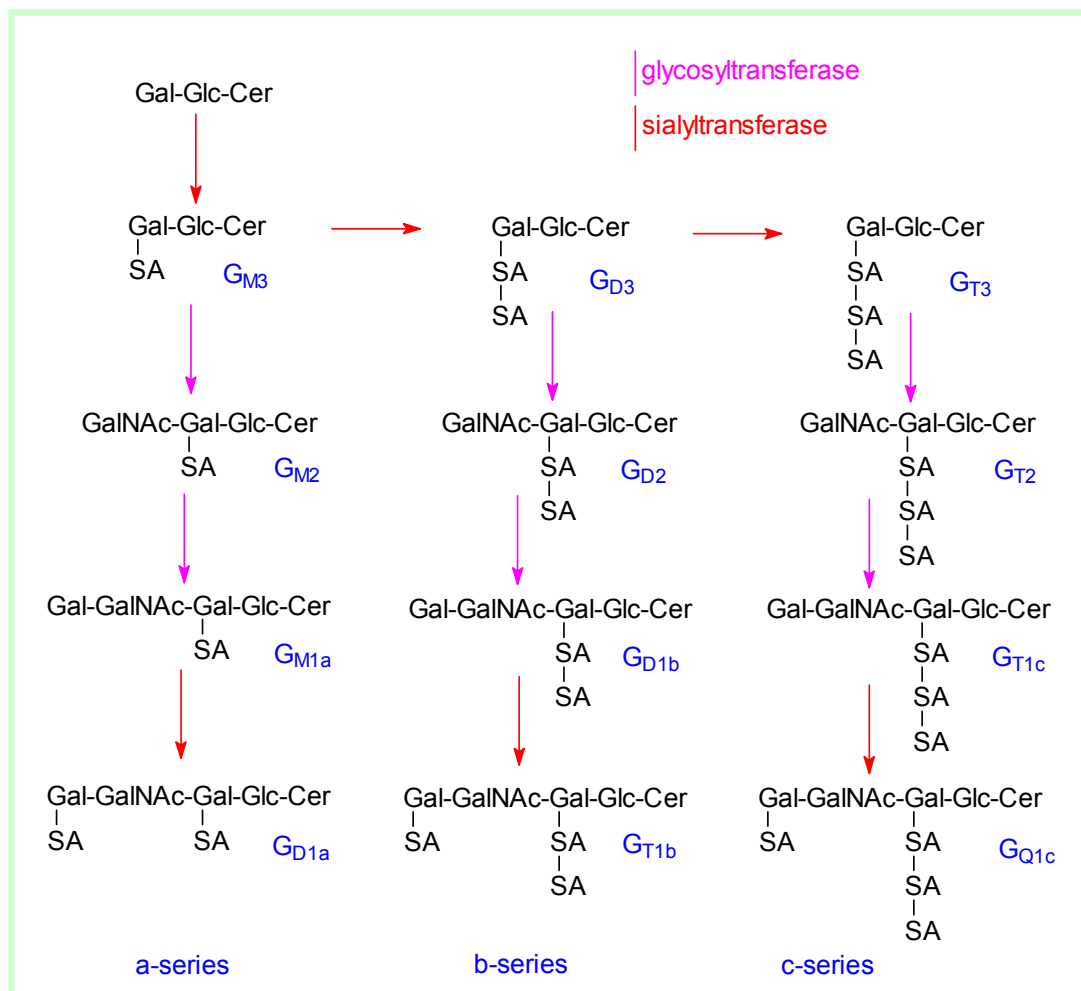 glycosyltransferase
Gal-Glc-Cer
sialyltransferase
Gal-Glc-Cer Gal-Glc-Cer Gal-Glc-Cer
SA GM3 SA GD3 SA GT3
SA SA
SA
GalNAc-Gal-Glc-Cer GalNAc-Gal-Glc-Cer GalNAc-Gal-Glc-Cer
SA GM2 SA GD2 SA GT2
SA SA
SA
Gal-GalNAc-Gal-Glc-Cer Gal-GalNAc-Gal-Glc-Cer Gal-GalNAc-Gal-Glc-Cer
SA GM1a SA GD1b SA GT1c
SA SA
SA
Gal-GalNAc-Gal-Glc-Cer Gal-GalNAc-Gal-Glc-Cer Gal-GalNAc-Gal-Glc-Cer
SA SA GD1a SA SA GT1b SA SA GQ1c
SA SA
SA
a-series b-series c-series